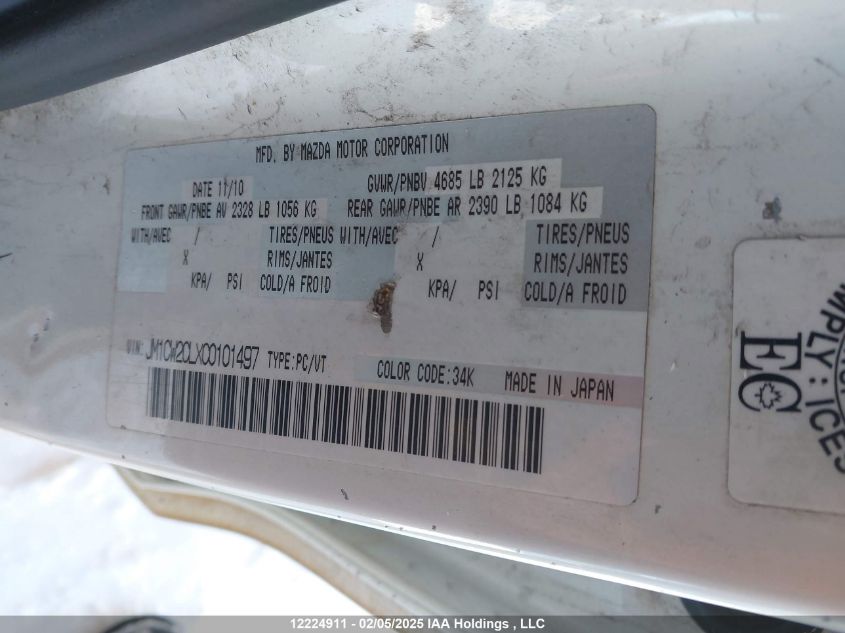 MFD. BY MAZDA MOTOR CORPORATION
DATE 11/10 GVWR/PNBV 4685 LB 2125 KG
FRONT GAWR/PNBE AV 2328 LB 1056 KG REAR GAWR/PNBE AR 2390 LB 1084 KG
WITH/AVEC / TIRES/PNEUS WITH/AVEC / TIRES/PNEUS
X RIMS/JANTES X RIMS/JANTES
KPA/ PSI COLD/A FROID KPA/ PSI COLD/A FROID
VIN: JM1CW2CLXC0101497 TYPE:PC/VT COLOR CODE:34K MADE IN JAPAN
EC
12224911 - 02/05/2025 IAA Holdings , LLC